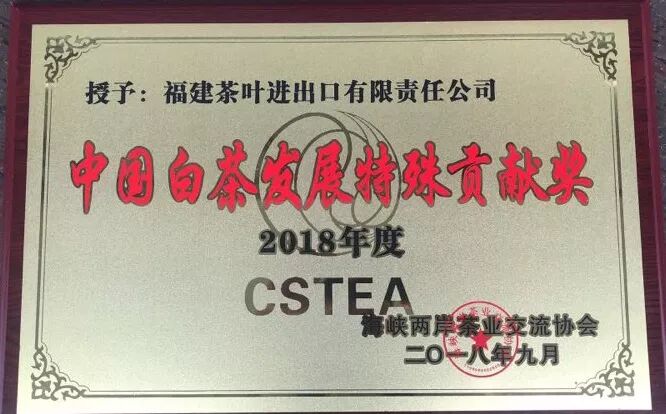 授予：福建茶叶进出口有限责任公司
中国白茶发展特殊贡献奖
2018年度
CSTEA
海峡两岸茶业交流协会
二〇一八年九月